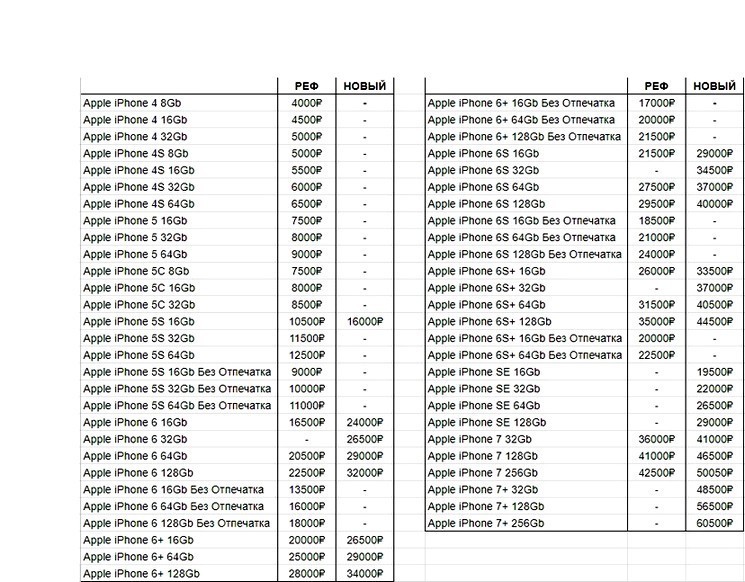 РЕФ НОВЫЙ
Apple iPhone 4 8Gb 4000₽ -
Apple iPhone 4 16Gb 4500₽ -
Apple iPhone 4 32Gb 5000₽ -
Apple iPhone 4S 8Gb 5000₽ -
Apple iPhone 4S 16Gb 5500₽ -
Apple iPhone 4S 32Gb 6000₽ -
Apple iPhone 4S 64Gb 6500₽ -
Apple iPhone 5 16Gb 7500₽ -
Apple iPhone 5 32Gb 8000₽ -
Apple iPhone 5 64Gb 9000₽ -
Apple iPhone 5C 8Gb 7500₽ -
Apple iPhone 5C 16Gb 8000₽ -
Apple iPhone 5C 32Gb 8500₽ -
Apple iPhone 5S 16Gb 10500₽ 16000₽
Apple iPhone 5S 32Gb 11500₽ -
Apple iPhone 5S 64Gb 12500₽ -
Apple iPhone 5S 16Gb Без Отпечатка 9000₽ -
Apple iPhone 5S 32Gb Без Отпечатка 10000₽ -
Apple iPhone 5S 64Gb Без Отпечатка 11000₽ -
Apple iPhone 6 16Gb 16500₽ 24000₽
Apple iPhone 6 32Gb - 26500₽
Apple iPhone 6 64Gb 20500₽ 29000₽
Apple iPhone 6 128Gb 22500₽ 32000₽
Apple iPhone 6 16Gb Без Отпечатка 13500₽ -
Apple iPhone 6 64Gb Без Отпечатка 16000₽ -
Apple iPhone 6 128Gb Без Отпечатка 18000₽ -
Apple iPhone 6+ 16Gb 20000₽ 26500₽
Apple iPhone 6+ 64Gb 25000₽ 29000₽
Apple iPhone 6+ 128Gb 28000₽ 34000₽
РЕФ НОВЫЙ
Apple iPhone 6+ 16Gb Без Отпечатка 17000₽ -
Apple iPhone 6+ 64Gb Без Отпечатка 20000₽ -
Apple iPhone 6+ 128Gb Без Отпечатка 21500₽ -
Apple iPhone 6S 16Gb 21500₽ 29000₽
Apple iPhone 6S 32Gb - 34500₽
Apple iPhone 6S 64Gb 27500₽ 37000₽
Apple iPhone 6S 128Gb 29500₽ 40000₽
Apple iPhone 6S 16Gb Без Отпечатка 18500₽ -
Apple iPhone 6S 64Gb Без Отпечатка 21000₽ -
Apple iPhone 6S 128Gb Без Отпечатка 24000₽ -
Apple iPhone 6S+ 16Gb 26000₽ 33500₽
Apple iPhone 6S+ 32Gb - 37000₽
Apple iPhone 6S+ 64Gb 31500₽ 40500₽
Apple iPhone 6S+ 128Gb 35000₽ 44500₽
Apple iPhone 6S+ 16Gb Без Отпечатка 20000₽ -
Apple iPhone 6S+ 64Gb Без Отпечатка 22500₽ -
Apple iPhone SE 16Gb - 19500₽
Apple iPhone SE 32Gb - 22000₽
Apple iPhone SE 64Gb - 26500₽
Apple iPhone SE 128Gb - 29000₽
Apple iPhone 7 32Gb 36000₽ 41000₽
Apple iPhone 7 128Gb 41000₽ 46500₽
Apple iPhone 7 256Gb 42500₽ 50050₽
Apple iPhone 7+ 32Gb - 48500₽
Apple iPhone 7+ 128Gb - 56500₽
Apple iPhone 7+ 256Gb - 60500₽